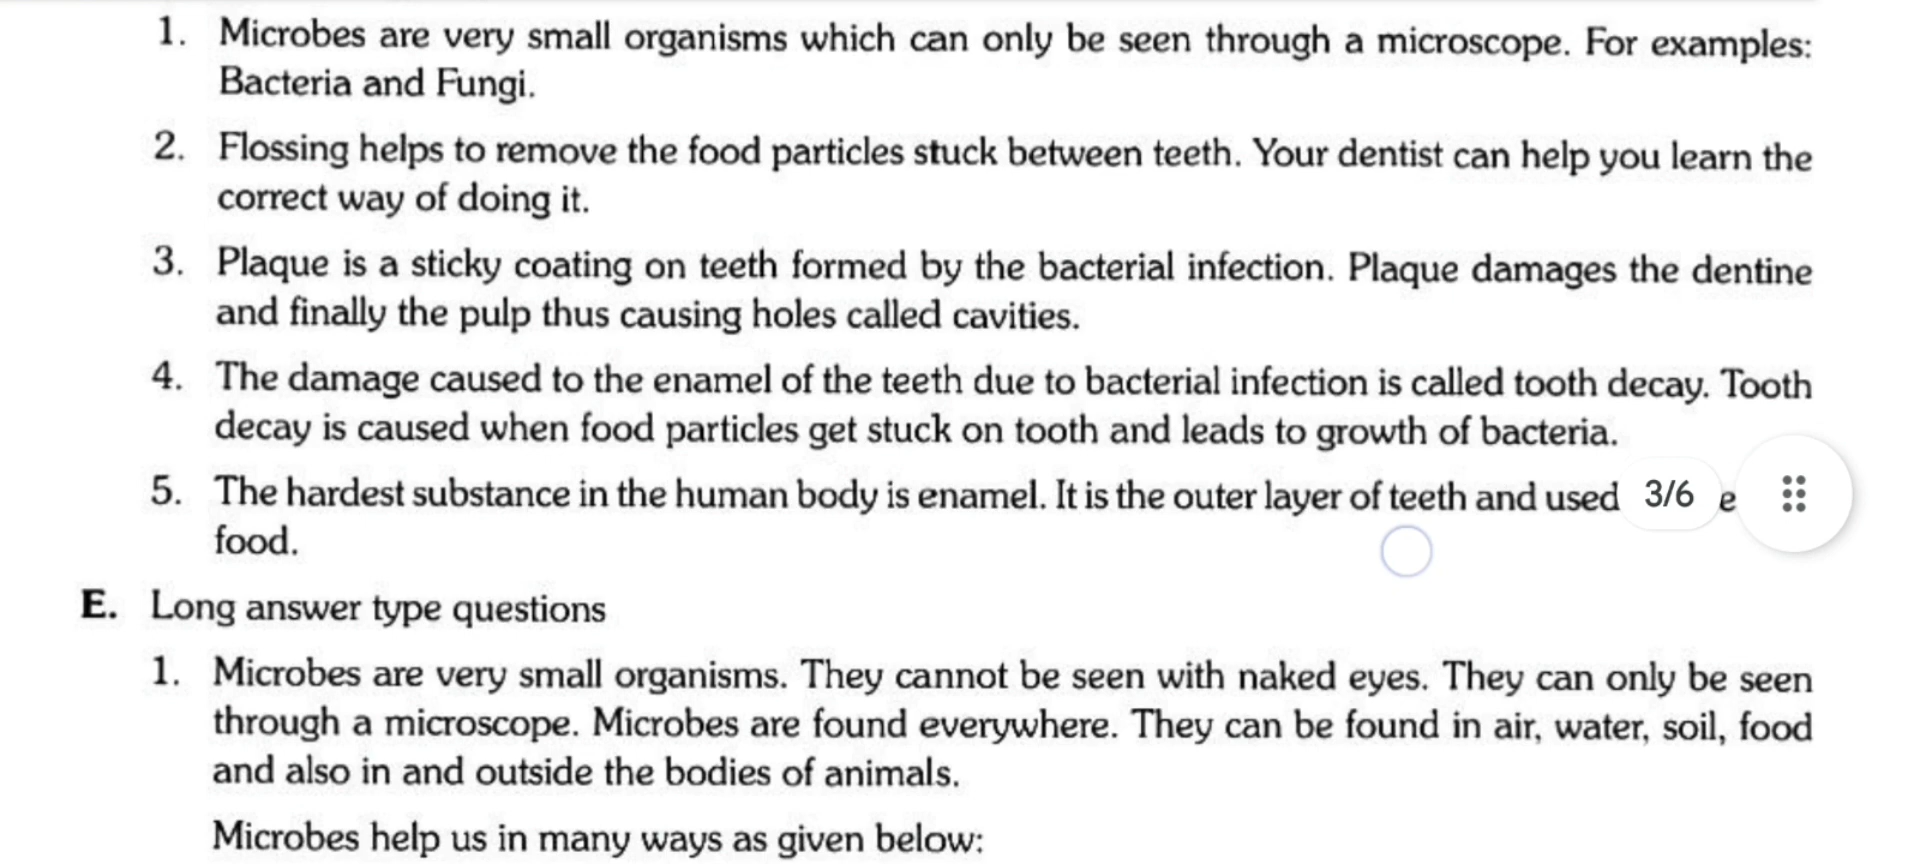 1. Microbes are very small organisms which can only be seen through a microscope. For examples:
Bacteria and Fungi.
2. Flossing helps to remove the food particles stuck between teeth. Your dentist can help you learn the
correct way of doing it.
3. Plaque is a sticky coating on teeth formed by the bacterial infection. Plaque damages the dentine
and finally the pulp thus causing holes called cavities.
4. The damage caused to the enamel of the teeth due to bacterial infection is called tooth decay. Tooth
decay is caused when food particles get stuck on tooth and leads to growth of bacteria.
5. The hardest substance in the human body is enamel. It is the outer layer of teeth and used
3/6
food.
E. Long answer type questions
1. Microbes are very small organisms. They cannot be seen with naked eyes. They can only be seen
through a microscope. Microbes are found everywhere. They can be found in air, water, soil, food
and also in and outside the bodies of animals.
Microbes help us in many ways as given below: